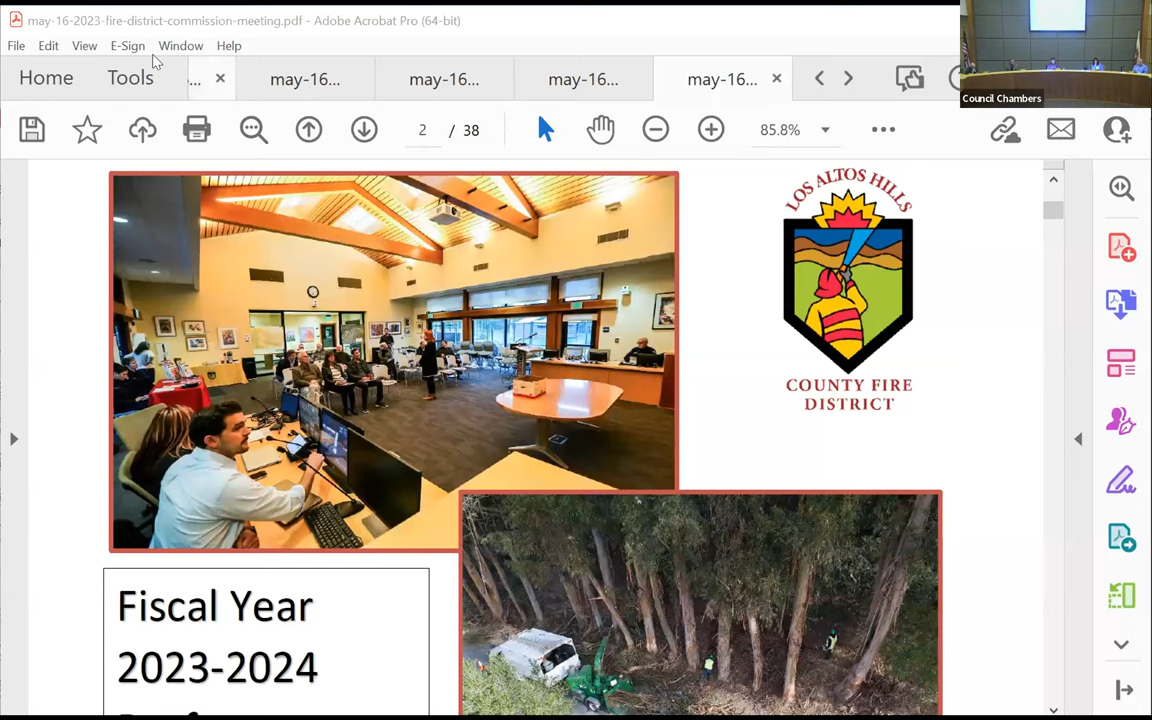 may-16-2023-fire-district-commission-meeting.pdf - Adobe Acrobat Pro (64-bit)
File Edit View E-Sign Window Help
Home Tools ... may-16... may-16... may-16... may-16...
Council Chambers
2 / 38 85.8%
LOS ALTOS HILLS
COUNTY FIRE
DISTRICT
Fiscal Year
2023-2024